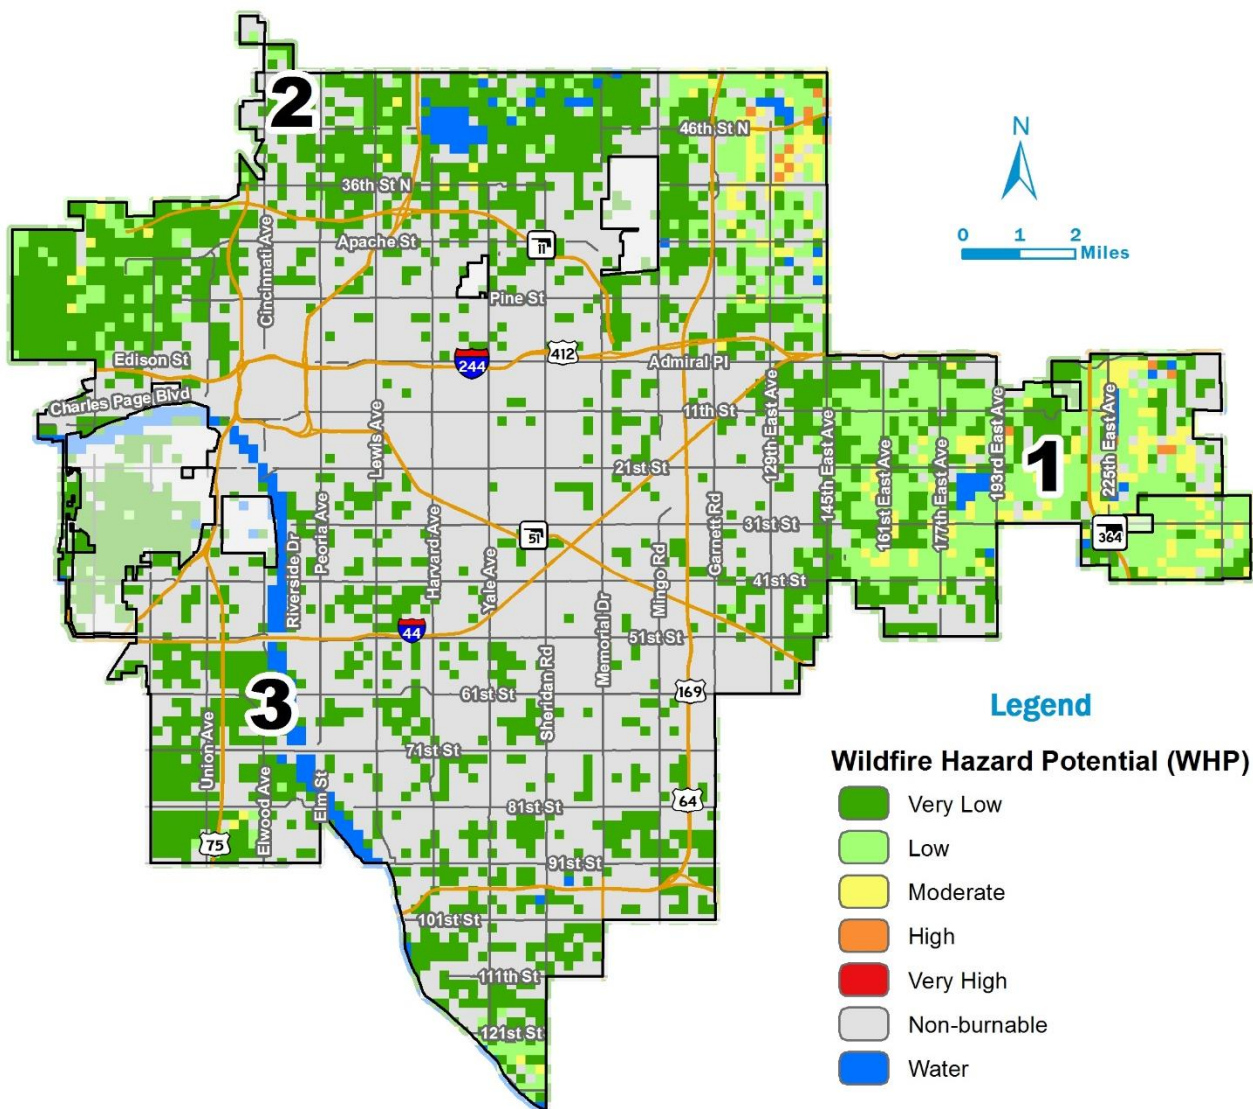 2
46th St N
N
36th St N
0 1 2
Miles
Cincinnati Ave
Apache St
11
Pine St
Edison St
412
244
Admiral Pl
Charles Page Blvd
11th St
129th East Ave
145th East Ave
161st East Ave
177th East Ave
193rd East Ave
1
225th East Ave
Lewis Ave
21st St
Riverside Dr
Peoria Ave
Harvard Ave
Yale Ave
51
31st St
Garnett Rd
Mingo Rd
364
41st St
44
Memorial Dr
51st St
Sheridan Rd
3
61st St
169
Union Ave
71st St
Elwood Ave
Elm St
81st St
64
75
91st St
101st St
111th St
121st St
Legend
Wildfire Hazard Potential (WHP)
Very Low
Low
Moderate
High
Very High
Non-burnable
Water